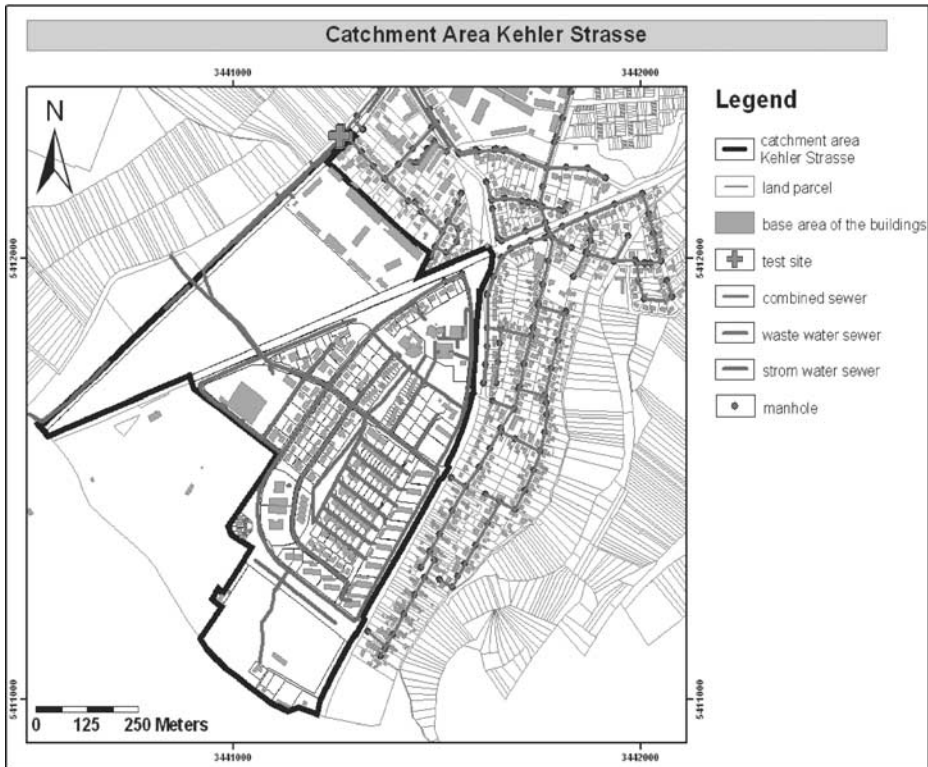 Catchment Area Kehler Strasse
3441000
3442000
N
5412000
5412000
5411000
5411000
0 125 250 Meters
3441000
3442000
Legend
catchment area
Kehler Strasse
land parcel
base area of the buildings
test site
combined sewer
waste water sewer
strom water sewer
manhole